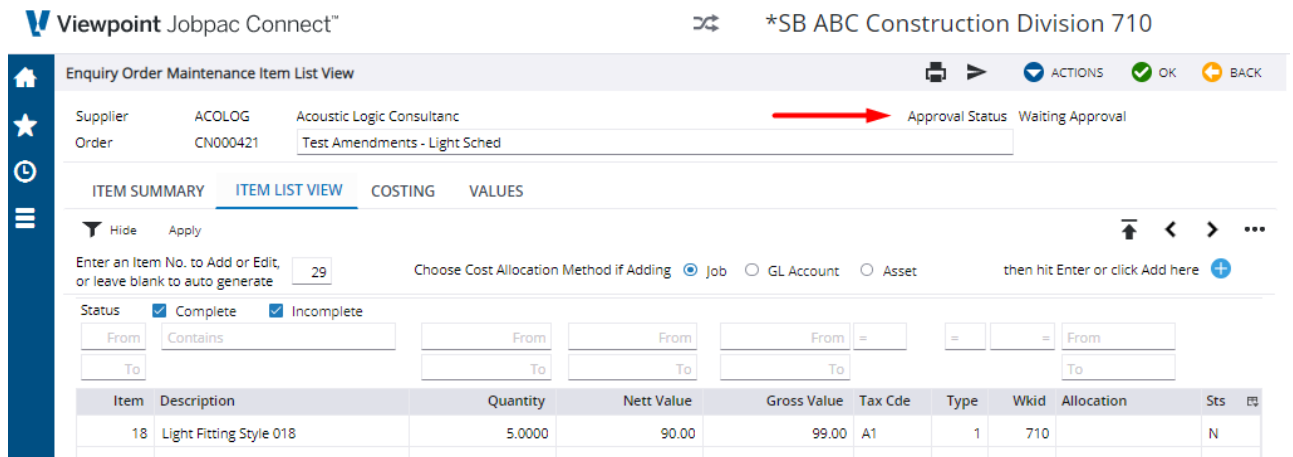 Viewpoint Jobpac Connect™ *SB ABC Construction Division 710
Enquiry Order Maintenance Item List View ACTIONS OK BACK
Supplier ACOLOG Acoustic Logic Consultanc Approval Status Waiting Approval
Order CN000421 Test Amendments - Light Sched
ITEM SUMMARY ITEM LIST VIEW COSTING VALUES
Hide Apply
Enter an Item No. to Add or Edit,
or leave blank to auto generate 29 Choose Cost Allocation Method if Adding Job GL Account Asset then hit Enter or click Add here
Status Complete Incomplete
From Contains From From From = = = From
To To To To To
Item Description Quantity Nett Value Gross Value Tax Cde Type Wkid Allocation Sts
18 Light Fitting Style 018 5.0000 90.00 99.00 A1 1 710 N